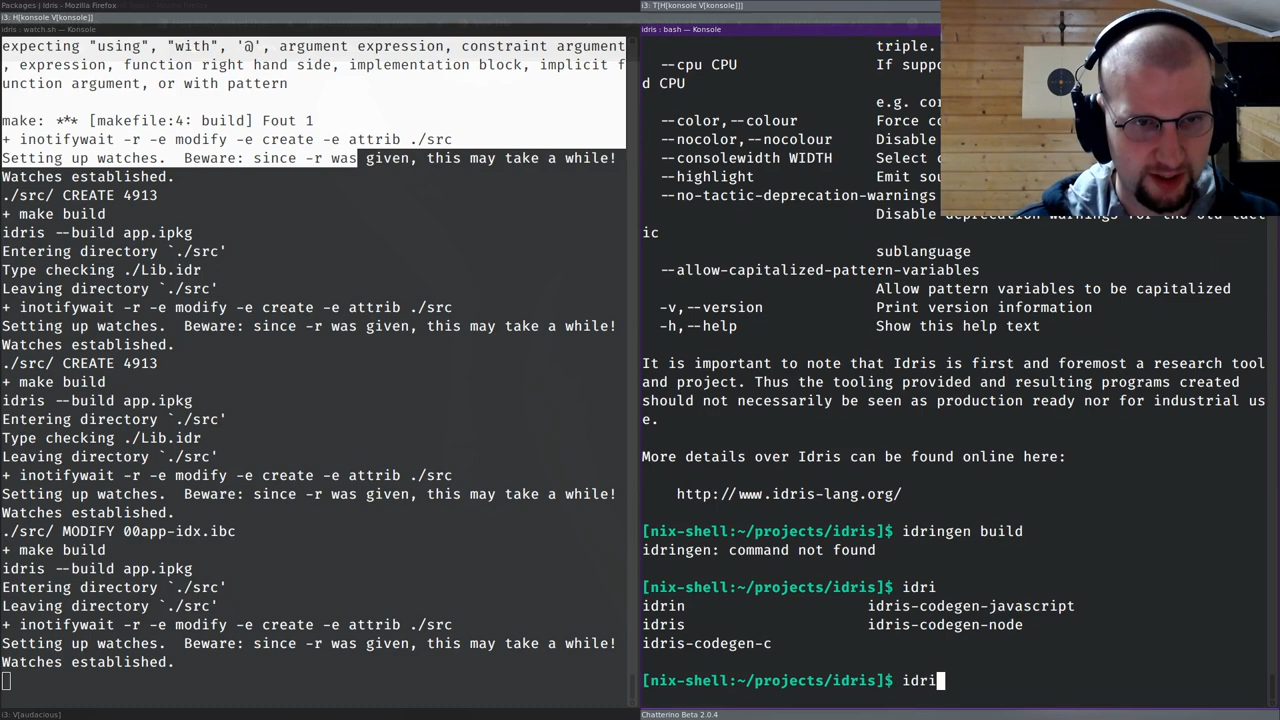 Packages | Idris - Mozilla Firefox
i3: H[konsole V[konsole]]
idris : watch.sh — Konsole
expecting "using", "with", '@', argument expression, constraint argument
, expression, function right hand side, implementation block, implicit f
unction argument, or with pattern
make: *** [makefile:4: build] Fout 1
+ inotifywait -r -e modify -e create -e attrib ./src
Setting up watches.  Beware: since -r was given, this may take a while!
Watches established.
./src/ CREATE 4913
+ make build
idris --build app.ipkg
Entering directory `./src'
Type checking ./Lib.idr
Leaving directory `./src'
+ inotifywait -r -e modify -e create -e attrib ./src
Setting up watches.  Beware: since -r was given, this may take a while!
Watches established.
./src/ CREATE 4913
+ make build
idris --build app.ipkg
Entering directory `./src'
Type checking ./Lib.idr
Leaving directory `./src'
+ inotifywait -r -e modify -e create -e attrib ./src
Setting up watches.  Beware: since -r was given, this may take a while!
Watches established.
./src/ MODIFY 00app-idx.ibc
+ make build
idris --build app.ipkg
Entering directory `./src'
Leaving directory `./src'
+ inotifywait -r -e modify -e create -e attrib ./src
Setting up watches.  Beware: since -r was given, this may take a while!
Watches established.
i3: V[audacious]
i3: T[H[konsole V[konsole]]]
idris : bash — Konsole
triple.
--cpu CPU If suppo
d CPU
e.g. cor
--color,--colour Force co
--nocolor,--nocolour Disable
--consolewidth WIDTH Select c
--highlight Emit sou
--no-tactic-deprecation-warnings
Disable deprecation warnings for the old tact
ic
sublanguage
--allow-capitalized-pattern-variables
Allow pattern variables to be capitalized
-v,--version Print version information
-h,--help Show this help text
It is important to note that Idris is first and foremost a research tool
and project. Thus the tooling provided and resulting programs created
should not necessarily be seen as production ready nor for industrial us
e.
More details over Idris can be found online here:
http://www.idris-lang.org/
[nix-shell:~/projects/idris]$ idringen build
idringen: command not found
[nix-shell:~/projects/idris]$ idri
idrin idris-codegen-javascript
idris idris-codegen-node
idris-codegen-c
[nix-shell:~/projects/idris]$ idri
Chatterino Beta 2.0.4